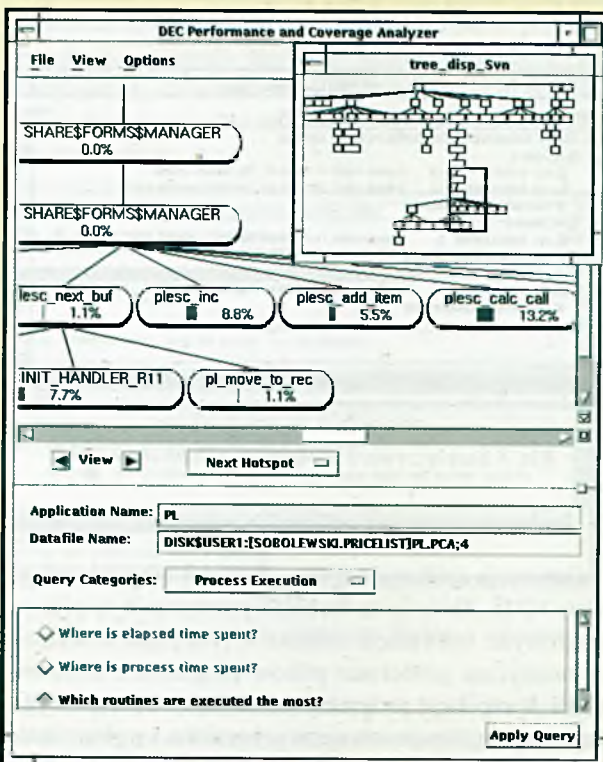 DEC Performance and Coverage Analyzer
File View Options
tree_disp_Svn
SHARE$FORMS$MANAGER
0.0%
SHARE$FORMS$MANAGER
0.0%
lesc_next_buf
1.1%
plesc_inc
8.8%
plesc_add_item
5.5%
plesc_calc_call
13.2%
INIT_HANDLER_R11
7.7%
pl_move_to_rec
1.1%
View
Next Hotspot
Application Name: PL
Datafile Name: DISK$USER1:[SOBOLEWSKI.PRICELIST]PL.PCA;4
Query Categories: Process Execution
Where is elapsed time spent?
Where is process time spent?
Which routines are executed the most?
Apply Query